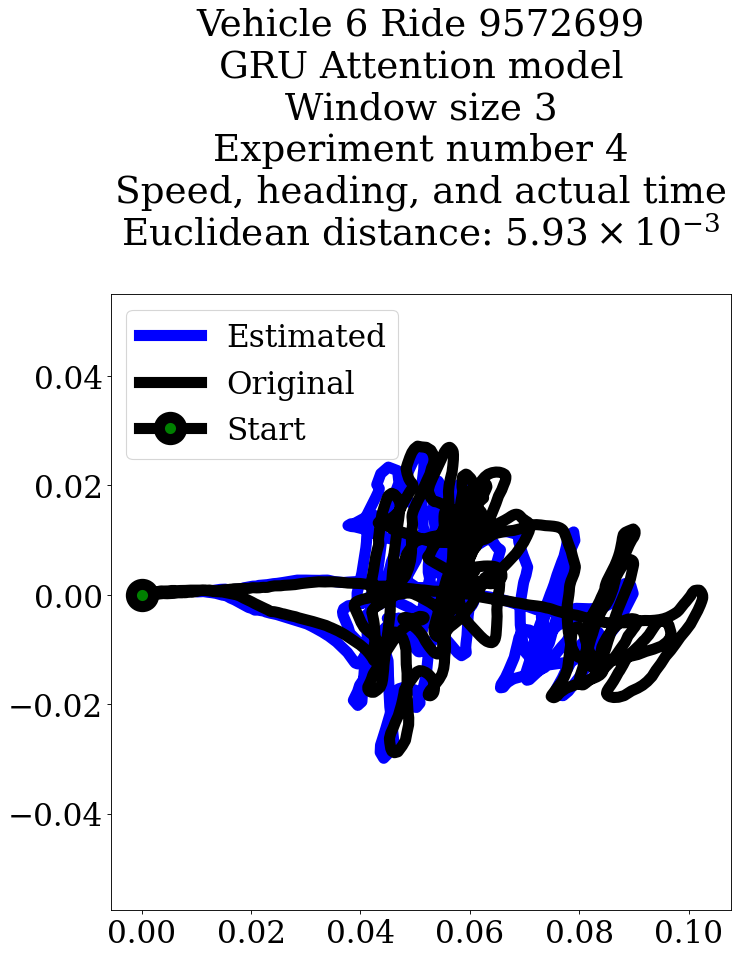 Vehicle 6 Ride 9572699
GRU Attention model
Window size 3
Experiment number 4
Speed, heading, and actual time
Euclidean distance: 5.93 × 10⁻³
Estimated
Original
Start
0.04
0.02
0.00
−0.02
−0.04
0.00 0.02 0.04 0.06 0.08 0.10